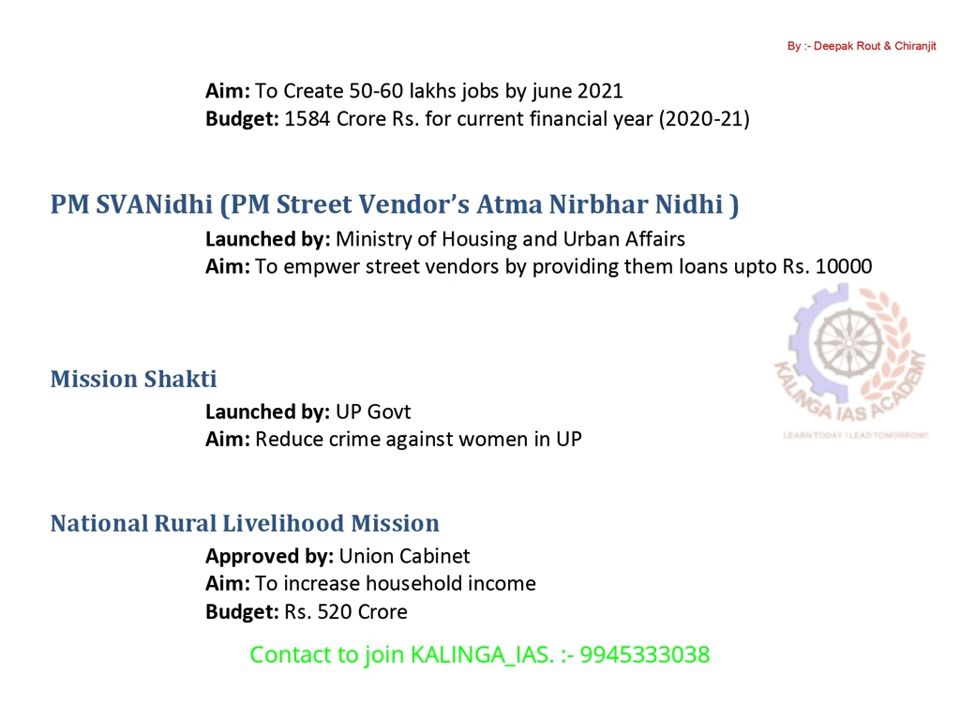 By :- Deepak Rout & Chiranjit
Aim: To Create 50-60 lakhs jobs by june 2021
Budget: 1584 Crore Rs. for current financial year (2020-21)
PM SVANidhi (PM Street Vendor’s Atma Nirbhar Nidhi )
Launched by: Ministry of Housing and Urban Affairs
Aim: To empwer street vendors by providing them loans upto Rs. 10000
KALINGA IAS ACADEMY
LEARN TODAY ! LEAD TOMORROW!
Mission Shakti
Launched by: UP Govt
Aim: Reduce crime against women in UP
National Rural Livelihood Mission
Approved by: Union Cabinet
Aim: To increase household income
Budget: Rs. 520 Crore
Contact to join KALINGA_IAS. :- 9945333038